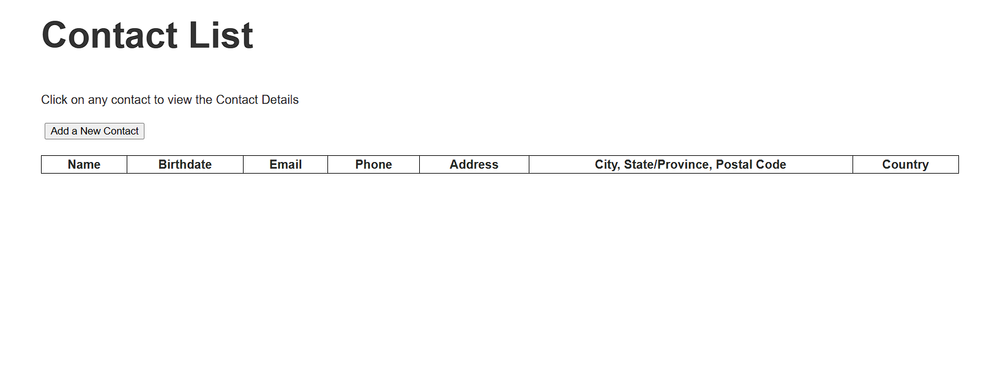 Contact List
Click on any contact to view the Contact Details
Add a New Contact
Name Birthdate Email Phone Address City, State/Province, Postal Code Country